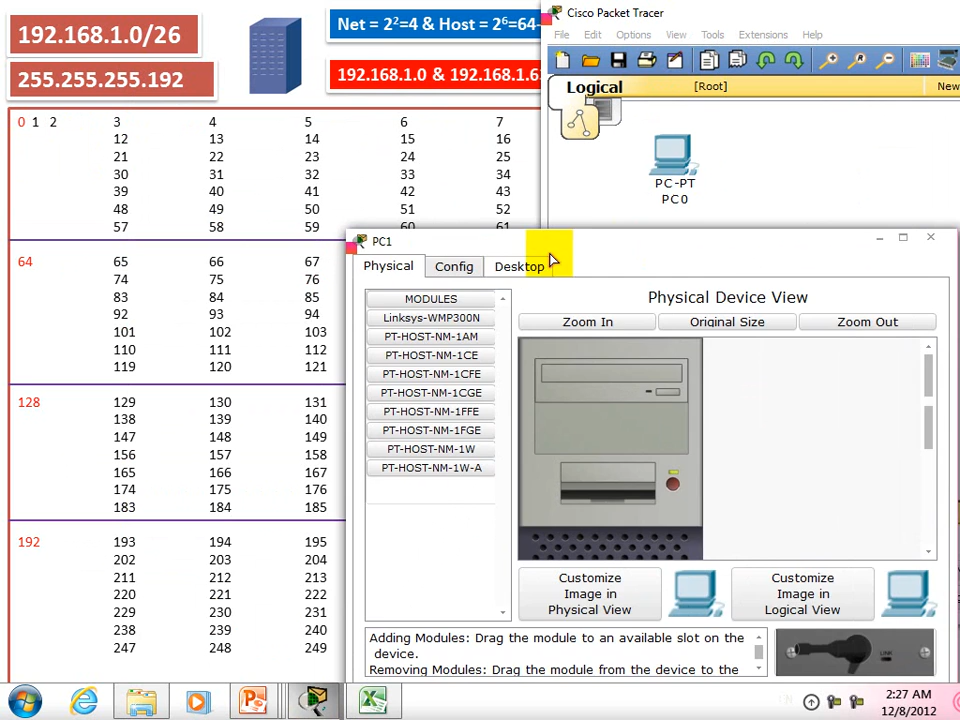 192.168.1.0/26
255.255.255.192
Net = 2²=4 & Host = 2⁶=64-
192.168.1.0 & 192.168.1.6
0 1 2 3 4 5 6 7
12 13 14 15 16
21 22 23 24 25
30 31 32 33 34
39 40 41 42 43
48 49 50 51 52
57 58 59 60 61
64 65 66 67
74 75 76
83 84 85
92 93 94
101 102 103
110 111 112
119 120 121
128 129 130 131
138 139 140
147 148 149
156 157 158
165 166 167
174 175 176
183 184 185
192 193 194 195
202 203 204
211 212 213
220 221 222
229 230 231
238 239 240
247 248 249
Cisco Packet Tracer
File Edit Options View Tools Extensions Help
Logical [Root] New
PC-PT
PC0
PC1
Physical Config Desktop
MODULES
Linksys-WMP300N
PT-HOST-NM-1AM
PT-HOST-NM-1CE
PT-HOST-NM-1CFE
PT-HOST-NM-1CGE
PT-HOST-NM-1FFE
PT-HOST-NM-1FGE
PT-HOST-NM-1W
PT-HOST-NM-1W-A
Physical Device View
Zoom In Original Size Zoom Out
Customize
Image in
Physical View
Customize
Image in
Logical View
Adding Modules: Drag the module to an available slot on the
device.
Removing Modules: Drag the module from the device to the
LINK
EN
2:27 AM
12/8/2012